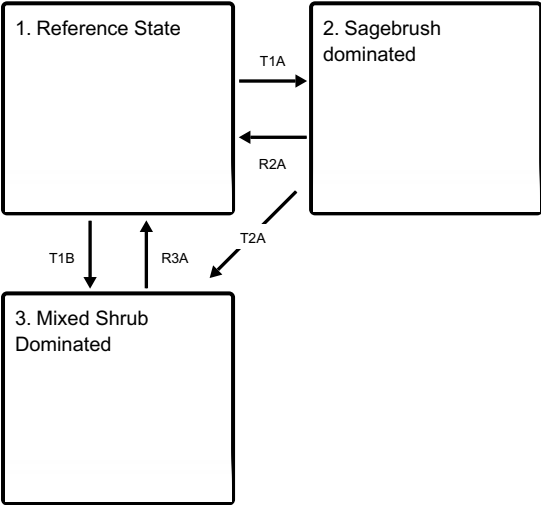 1. Reference State
2. Sagebrush
dominated
T1A
R2A
T2A
T1B
R3A
3. Mixed Shrub
Dominated